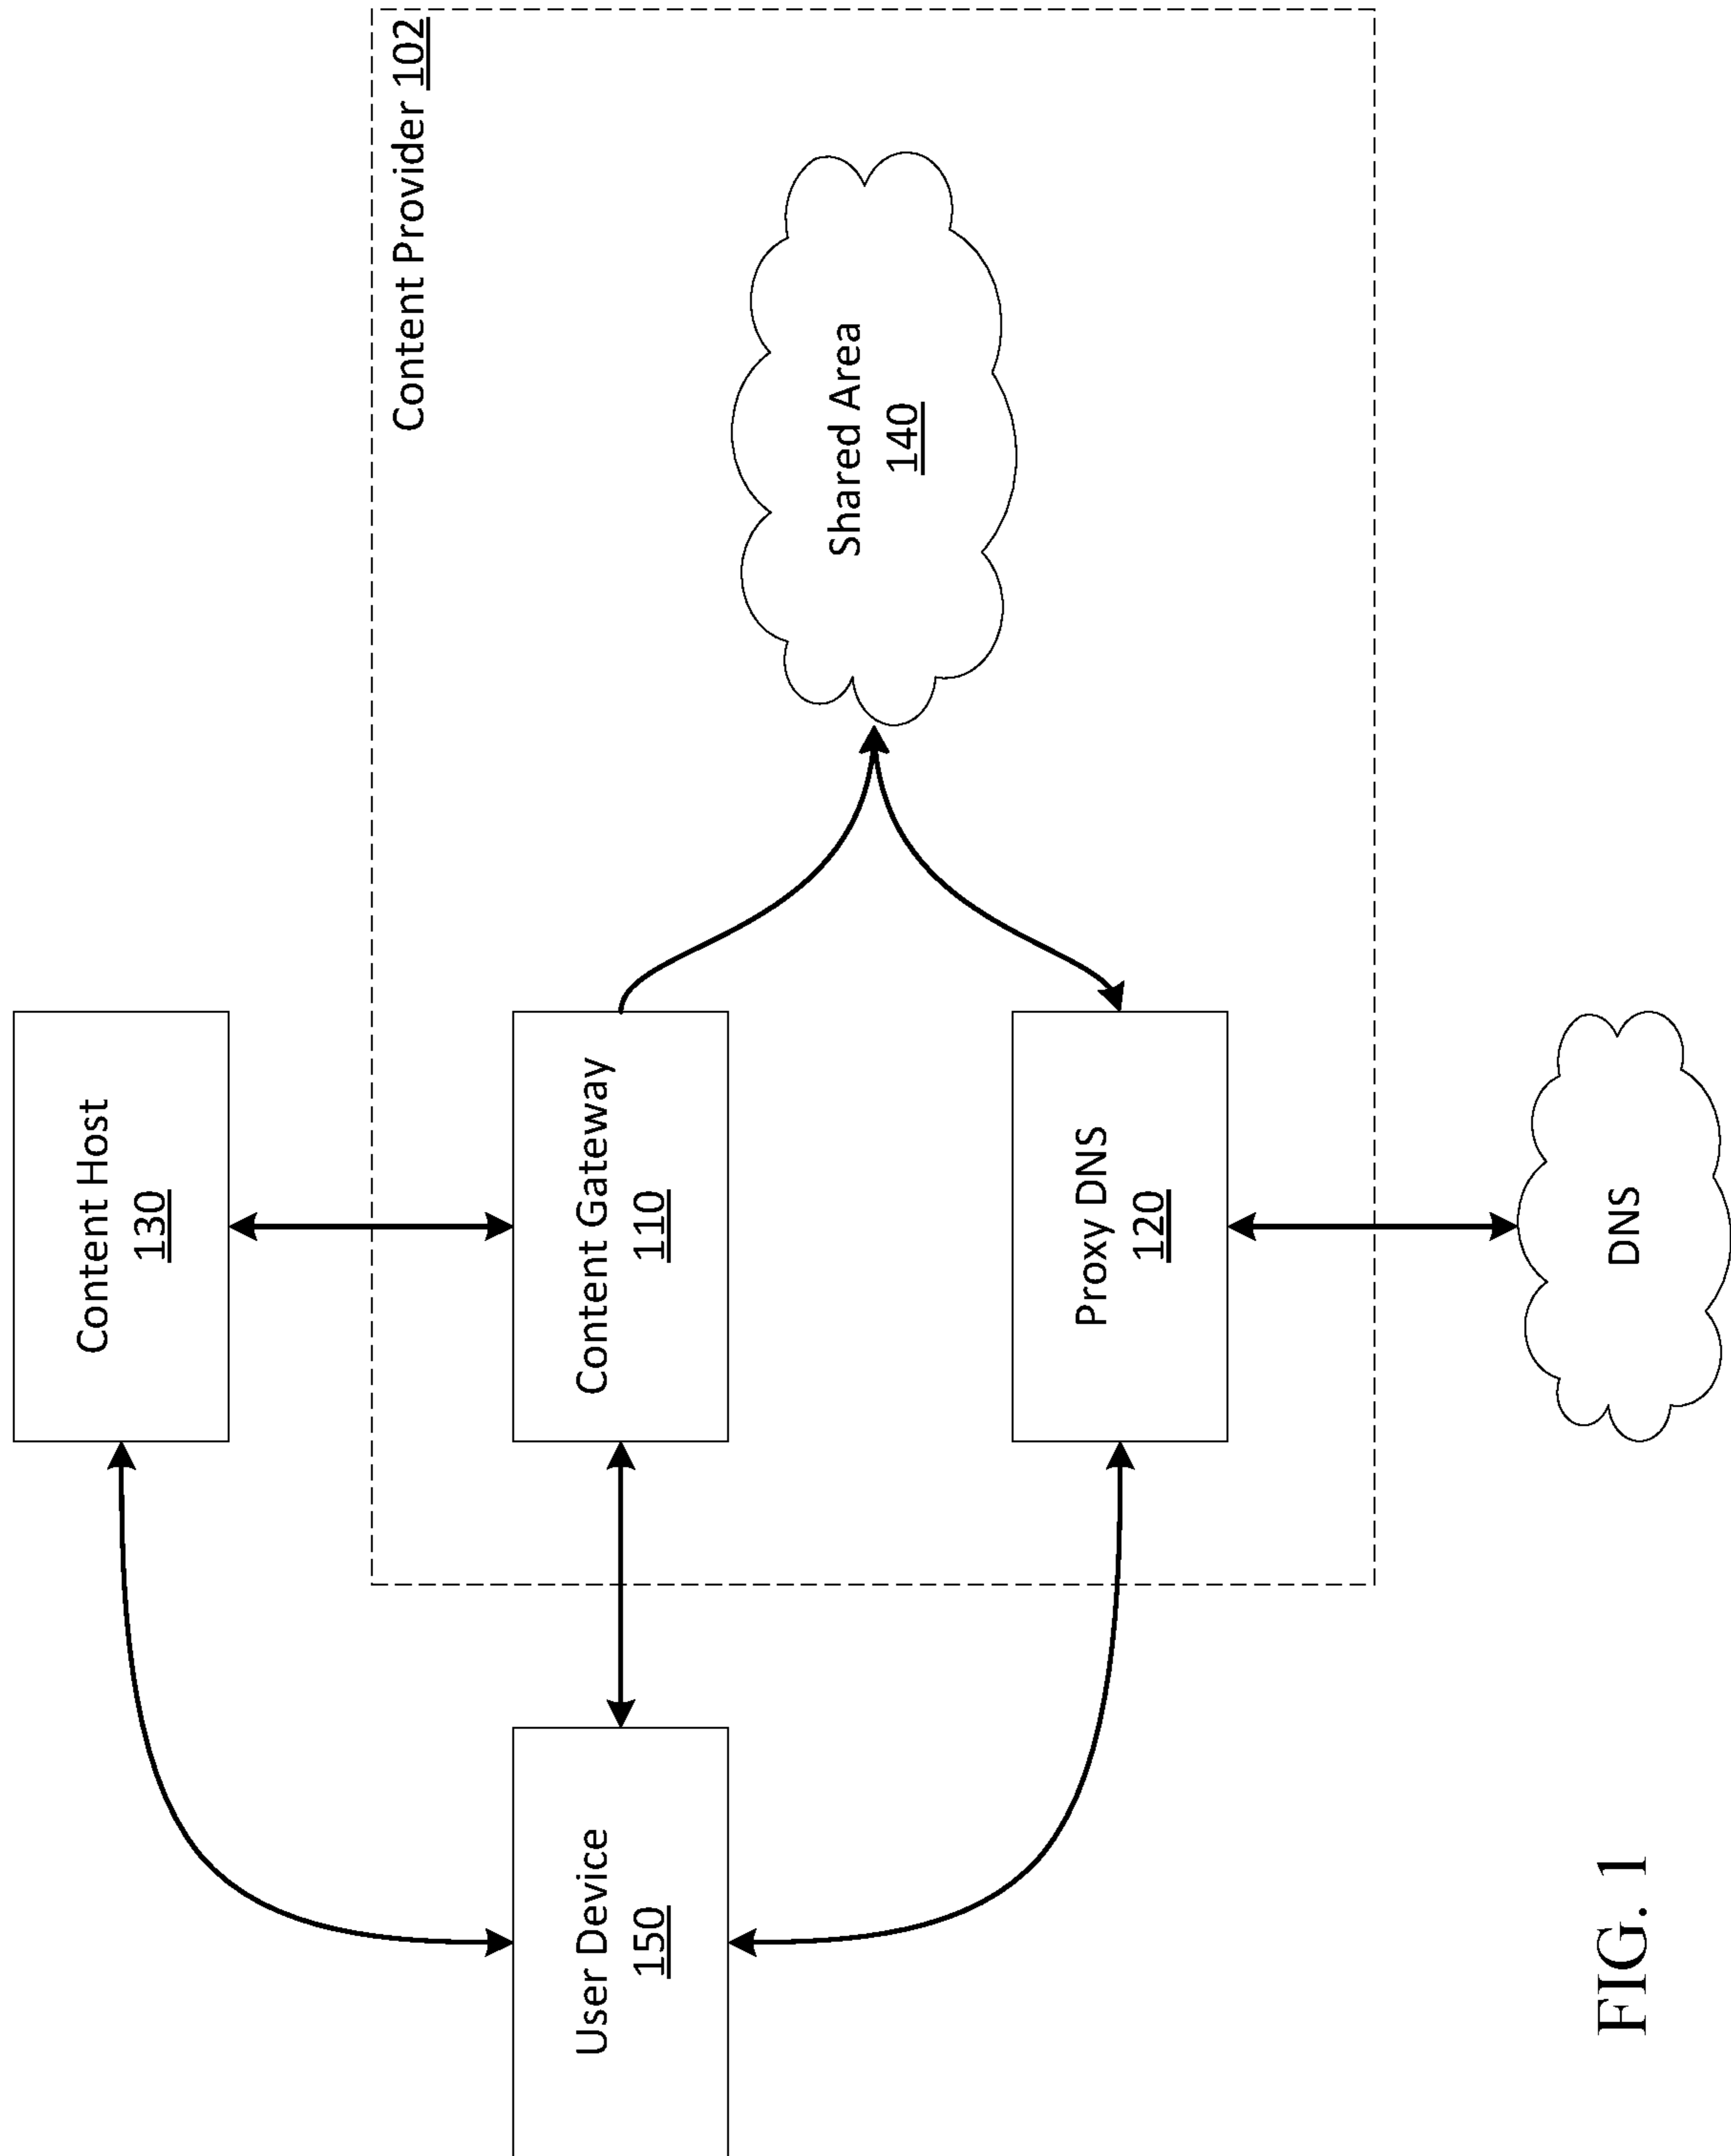 Content Provider 102
Content Host
130
User Device
150
Content Gateway
110
Shared Area
140
Proxy DNS
120
DNS
FIG. 1